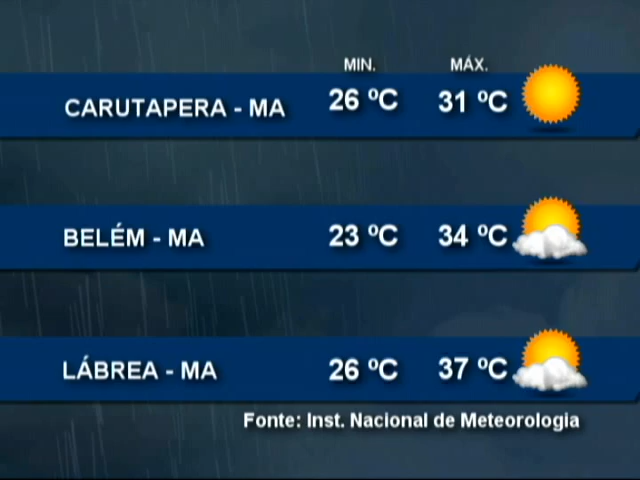 MIN. MÁX.
CARUTAPERA - MA 26 ºC 31 ºC
BELÉM - MA 23 ºC 34 ºC
LÁBREA - MA 26 ºC 37 ºC
Fonte: Inst. Nacional de Meteorologia